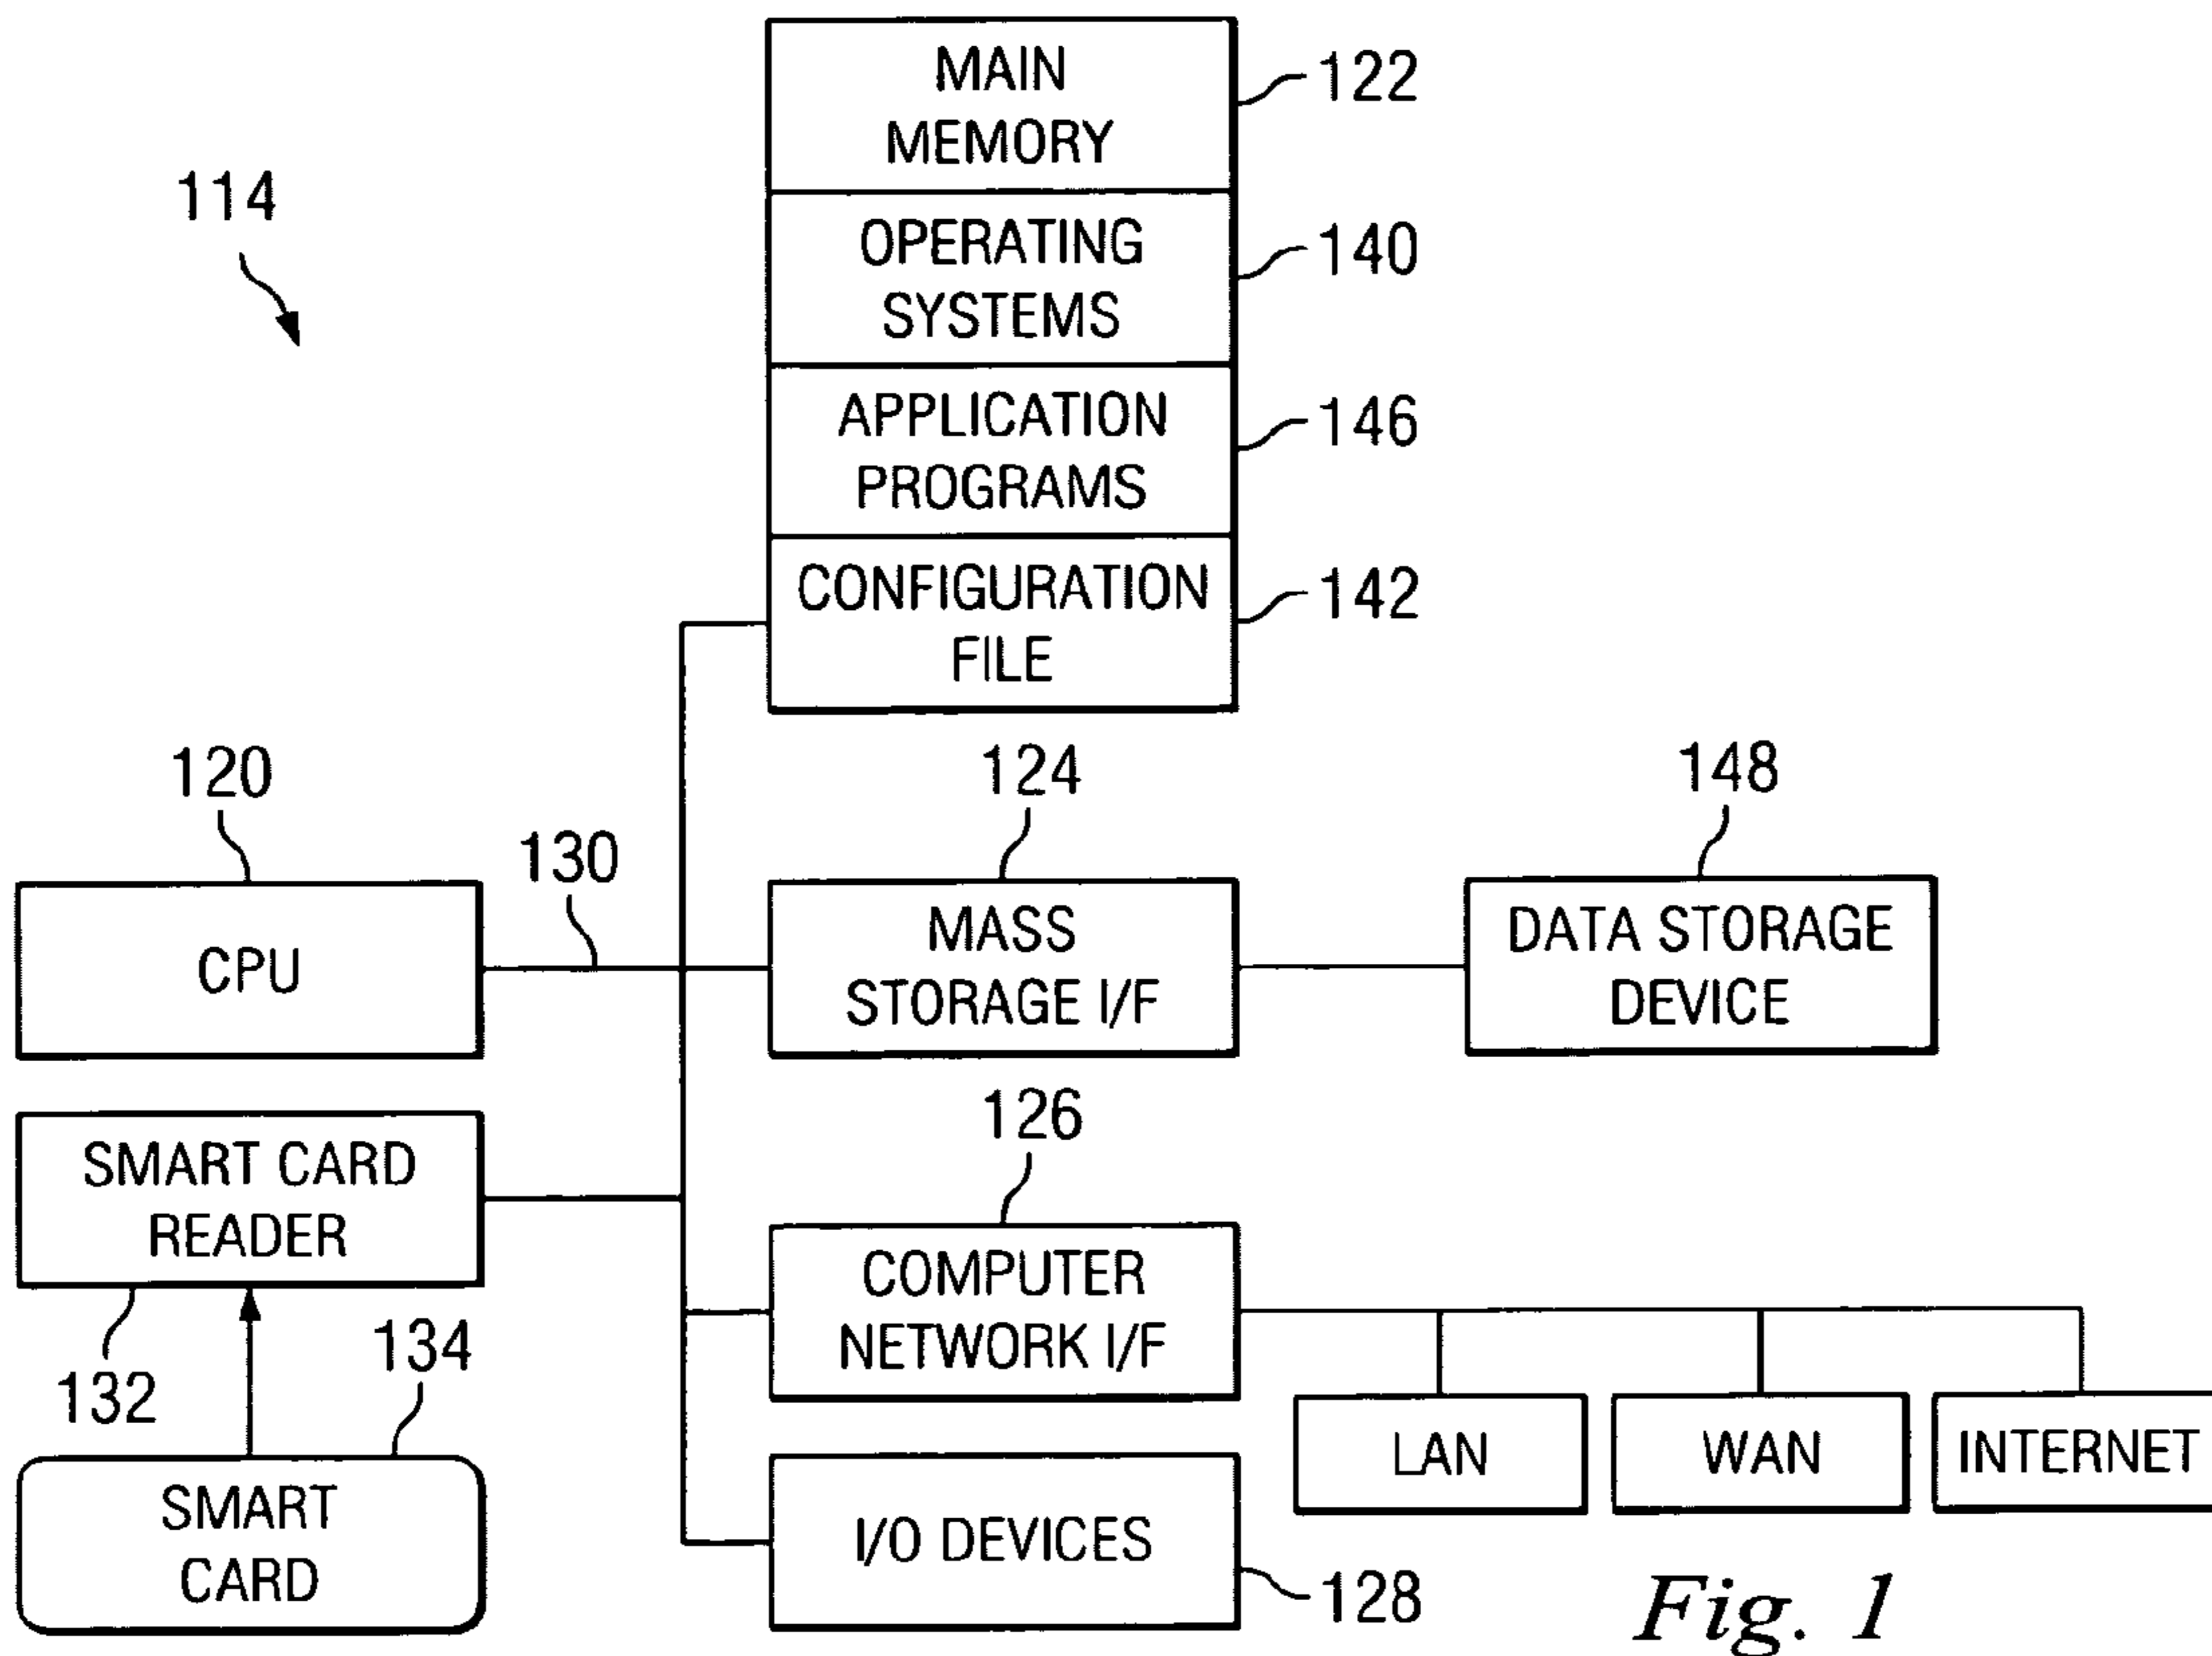 MAIN
MEMORY
122
114
OPERATING
SYSTEMS
140
APPLICATION
PROGRAMS
146
CONFIGURATION
FILE
142
120
130
124
148
CPU
MASS
STORAGE I/F
DATA STORAGE
DEVICE
126
SMART CARD
READER
COMPUTER
NETWORK I/F
132
134
LAN
WAN
INTERNET
SMART
CARD
I/O DEVICES
128
Fig. 1